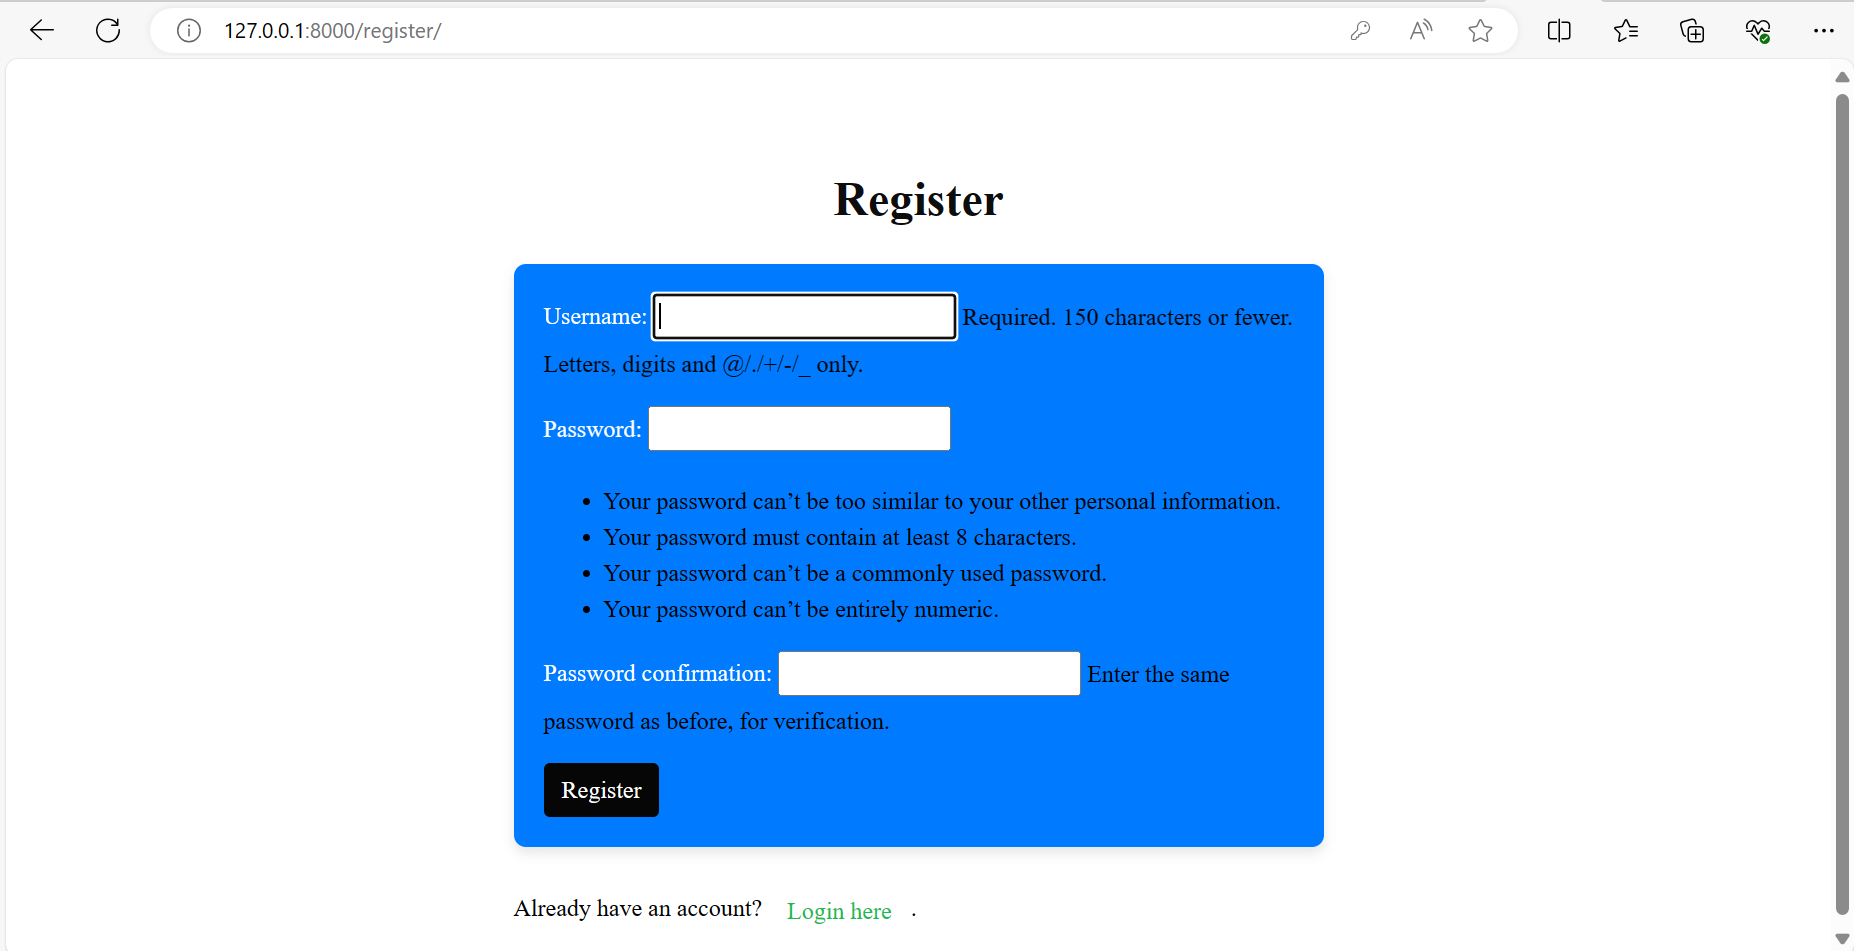 127.0.0.1:8000/register/
Register
Username: Required. 150 characters or fewer.
Letters, digits and @/./+/-/_ only.
Password:
• Your password can’t be too similar to your other personal information.
• Your password must contain at least 8 characters.
• Your password can’t be a commonly used password.
• Your password can’t be entirely numeric.
Password confirmation: Enter the same
password as before, for verification.
Register
Already have an account? Login here .